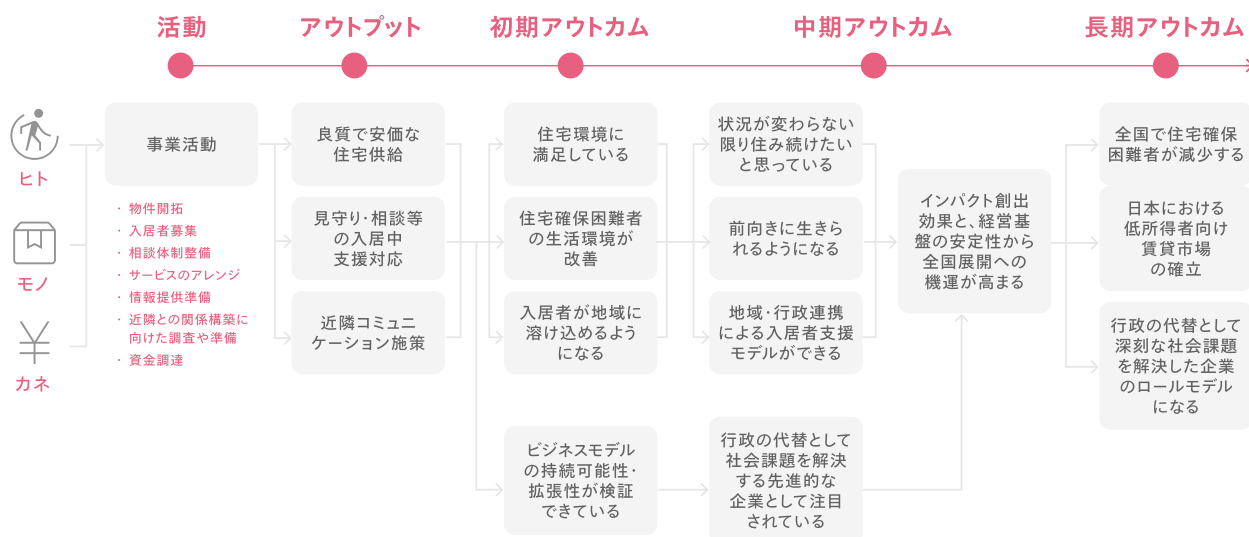 活動
アウトプット
初期アウトカム
中期アウトカム
長期アウトカム
ヒト
モノ
カネ
事業活動
・ 物件開拓
・ 入居者募集
・ 相談体制整備
・ サービスのアレンジ
・ 情報提供準備
・ 近隣との関係構築に
向けた調査や準備
・ 資金調達
良質で安価な
住宅供給
見守り・相談等
の入居中
支援対応
近隣コミュニ
ケーション施策
住宅環境に
満足している
住宅確保困難者
の生活環境が
改善
入居者が地域に
溶け込めるよう
になる
ビジネスモデル
の持続可能性・
拡張性が検証
できている
状況が変わらない
限り住み続けたい
と思っている
前向きに生きら
れるようになる
地域・行政連携
による入居者支援
モデルができる
行政の代替として
社会課題を解決
する先進的な
企業として注目
されている
インパクト創出
効果と、経営基
盤の安定性から
全国展開への
機運が高まる
全国で住宅確保
困難者が減少する
日本における
低所得者向け
賃貸市場
の確立
行政の代替として
深刻な社会課題
を解決した企業
のロールモデル
になる